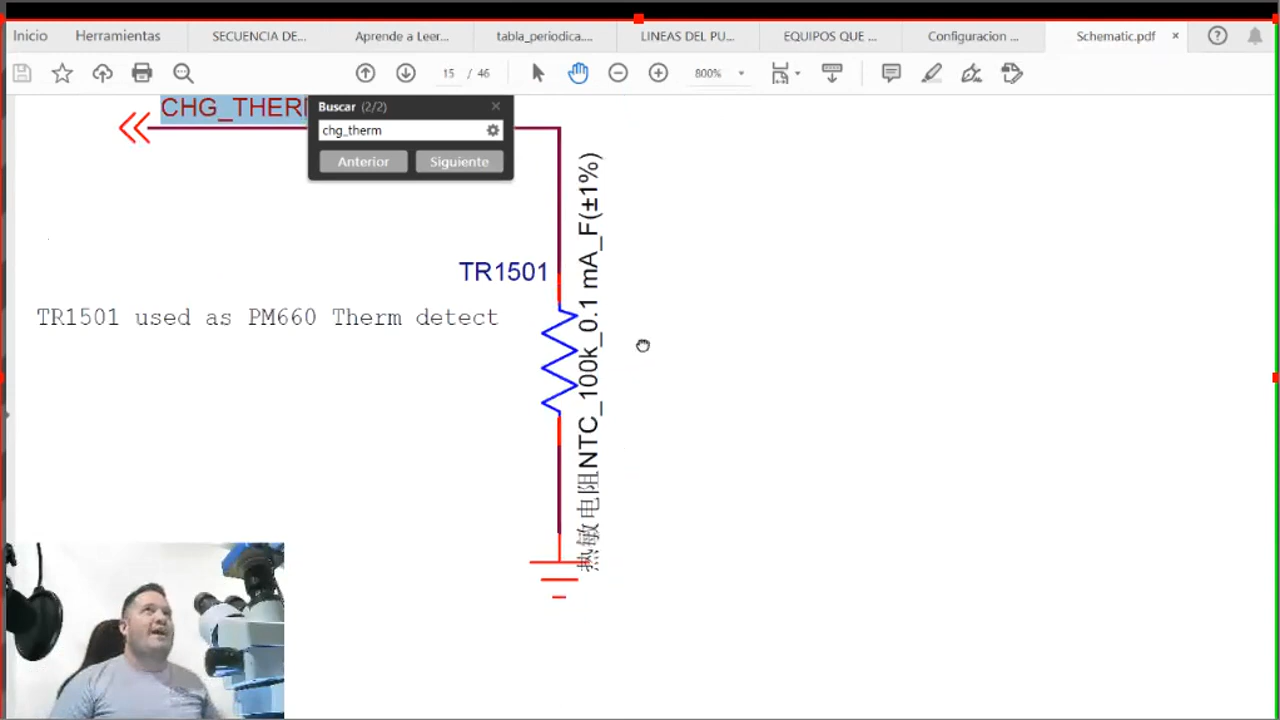 Inicio
Herramientas
SECUENCIA DE...
Aprende a Leer...
tabla_periodica....
LINEAS DEL PU...
EQUIPOS QUE ...
Configuracion ...
Schematic.pdf
15 / 46
800%
CHG_THERM
Buscar (2/2)
chg_therm
Anterior
Siguiente
TR1501
TR1501 used as PM660 Therm detect
热敏电阻NTC_100k_0.1 mA_F(±1%)